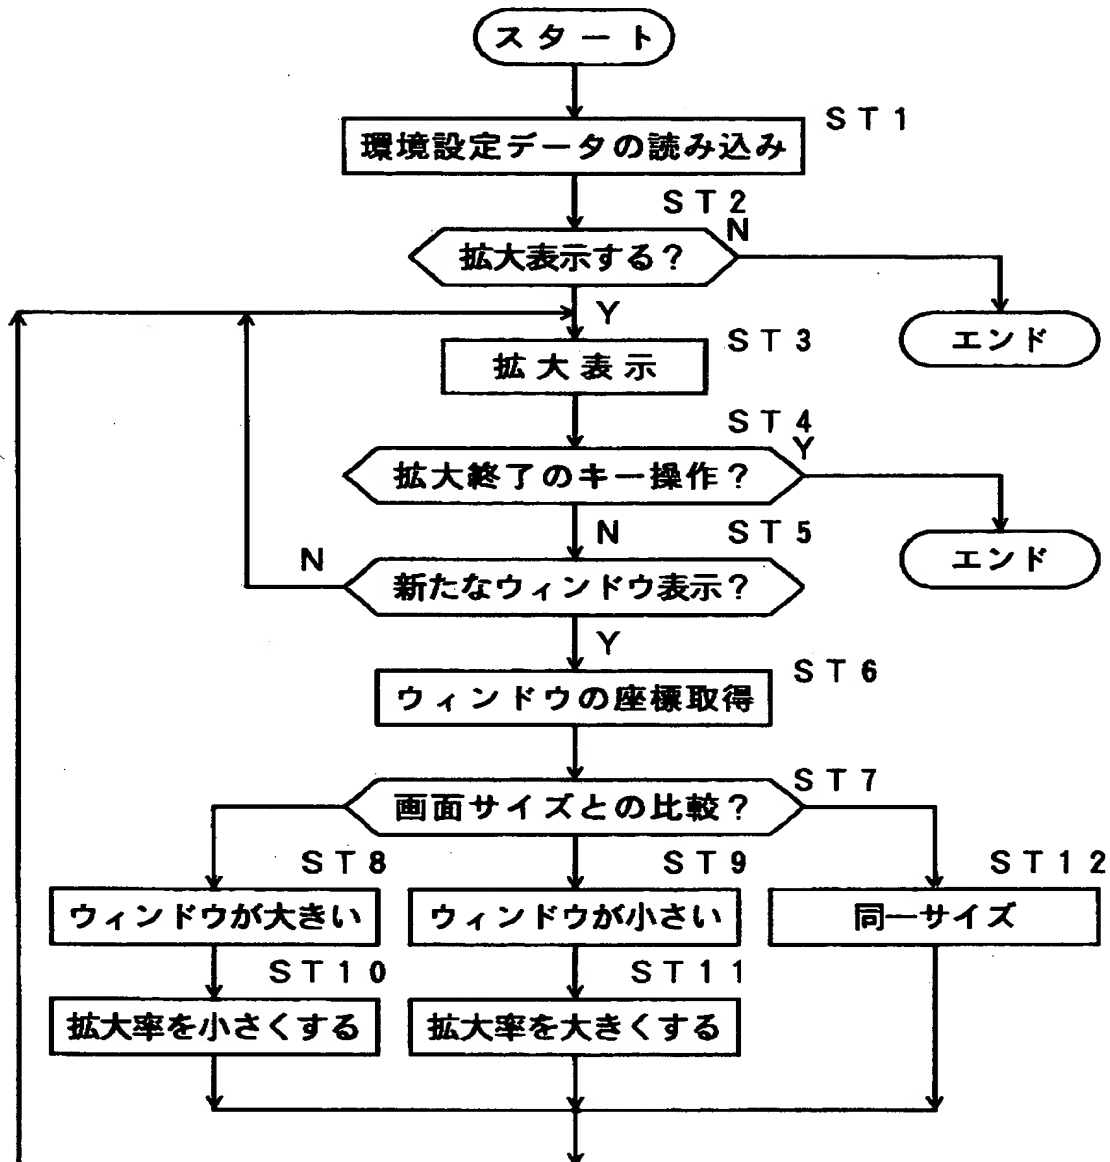 スタート
ST1
環境設定データの読み込み
ST2
N
拡大表示する？
Y
エンド
ST3
拡大表示
ST4
Y
拡大終了のキー操作？
N
ST5
エンド
N
新たなウィンドウ表示？
Y
ST6
ウィンドウの座標取得
ST7
画面サイズとの比較？
ST8
ST9
ST12
ウィンドウが大きい
ウィンドウが小さい
同一サイズ
ST10
ST11
拡大率を小さくする
拡大率を大きくする